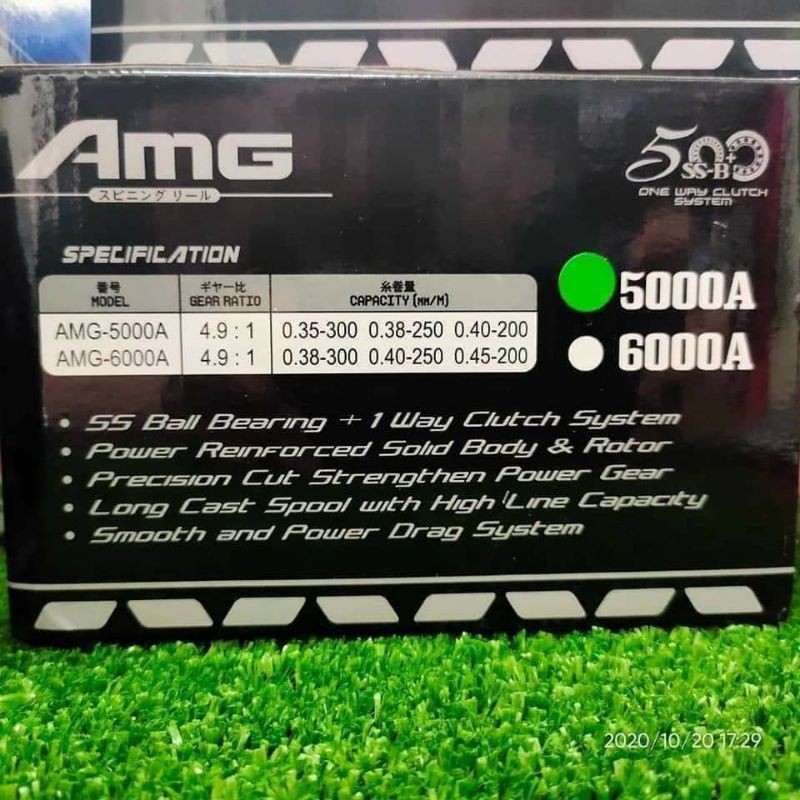 AMG
スピニング リール
5 SS-B +
ONE WAY CLUTCH
SYSTEM
SPECIFICATION
番号 ギヤー比 糸巻量
MODEL GEAR RATIO CAPACITY (MM/M)
AMG-5000A 4.9 : 1 0.35-300 0.38-250 0.40-200
AMG-6000A 4.9 : 1 0.38-300 0.40-250 0.45-200
5000A
6000A
• SS Ball Bearing + 1 Way Clutch System
• Power Reinforced Solid Body & Rotor
• Precision Cut Strengthen Power Gear
• Long Cast Spool with High Line Capacity
• Smooth and Power Drag System
2020/10/20 17:29